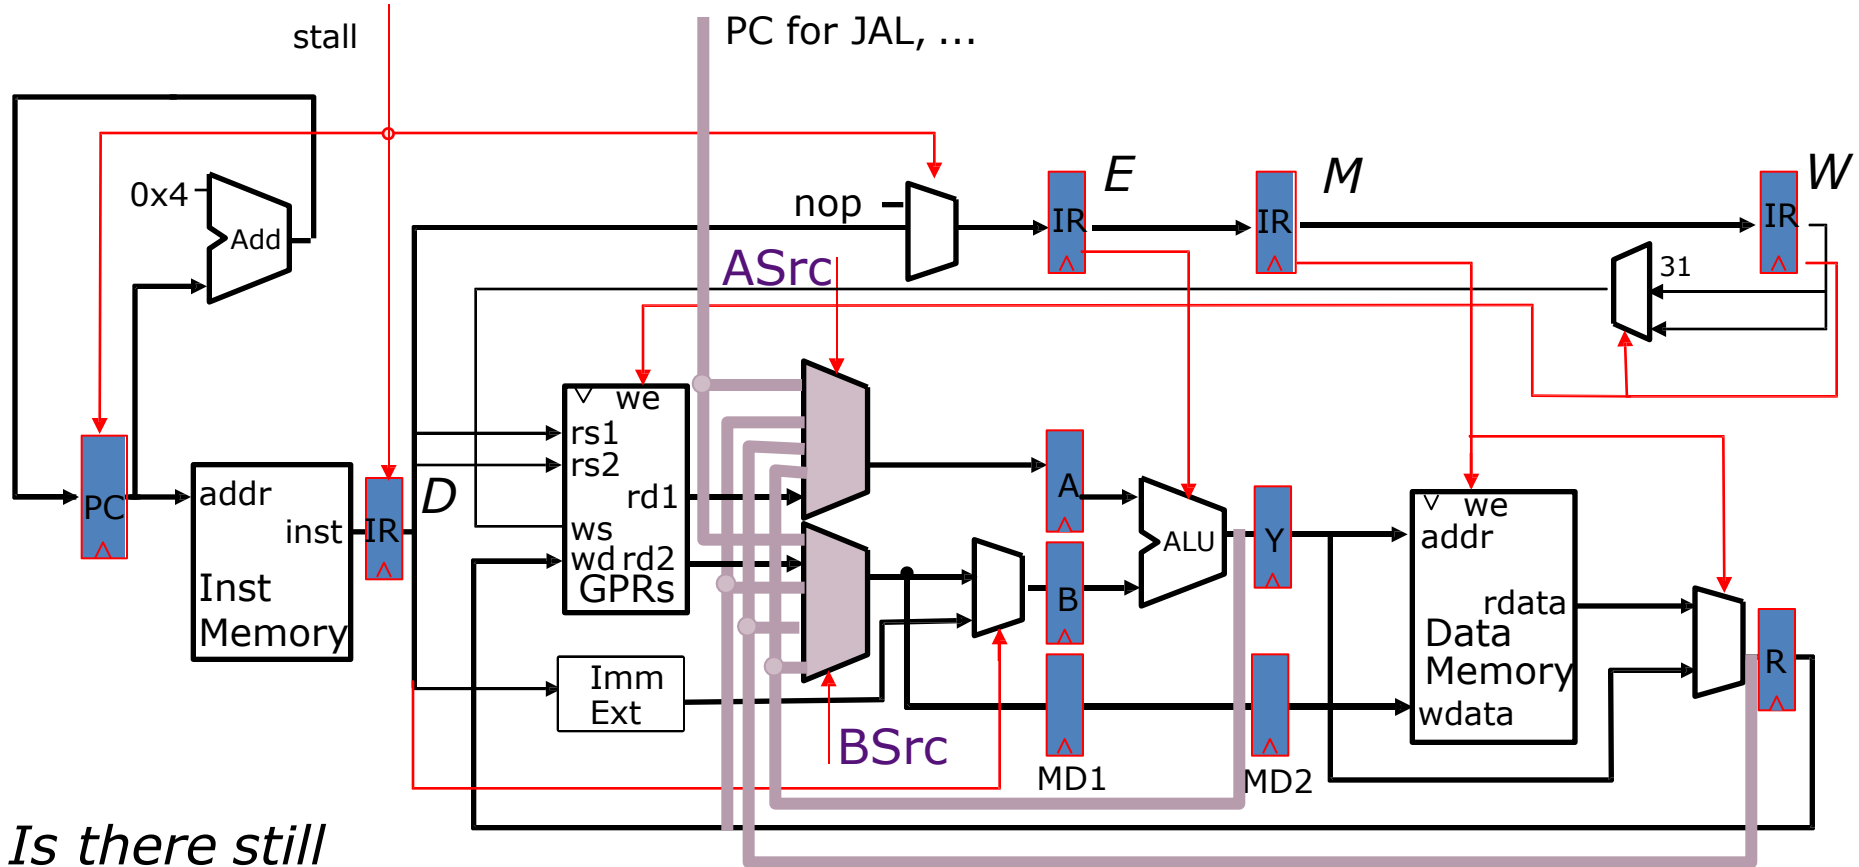 stall
PC for JAL, ...
0x4
Add
nop
IR
E
IR
M
IR
W
31
ASrc
we
rs1
rs2
rd1
ws
wd rd2
GPRs
PC
addr
inst
Inst
Memory
IR
D
A
B
ALU
Y
we
addr
rdata
Data
Memory
wdata
R
Imm
Ext
BSrc
MD1
MD2
Is there still